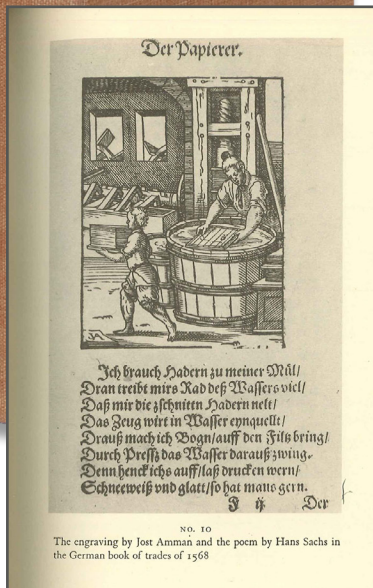 Der Papierer.
Ich brauch Hadern zu meiner Mül/
Dran treibt mirs Rad deß Wassers viel/
Daß mir die zschnittn Hadern nelt/
Das Zeug wirt in Wasser eynquellt/
Drauß mach ich Bogn/auff den Filtz bring/
Durch Preß das Wasser darauß zwing.
Denn henck ichs auff/laß drucken wern/
Schneeweiß vnd glatt/so hat mans gern.
F ij Der
NO. 10
The engraving by Jost Amman and the poem by Hans Sachs in
the German book of trades of 1568